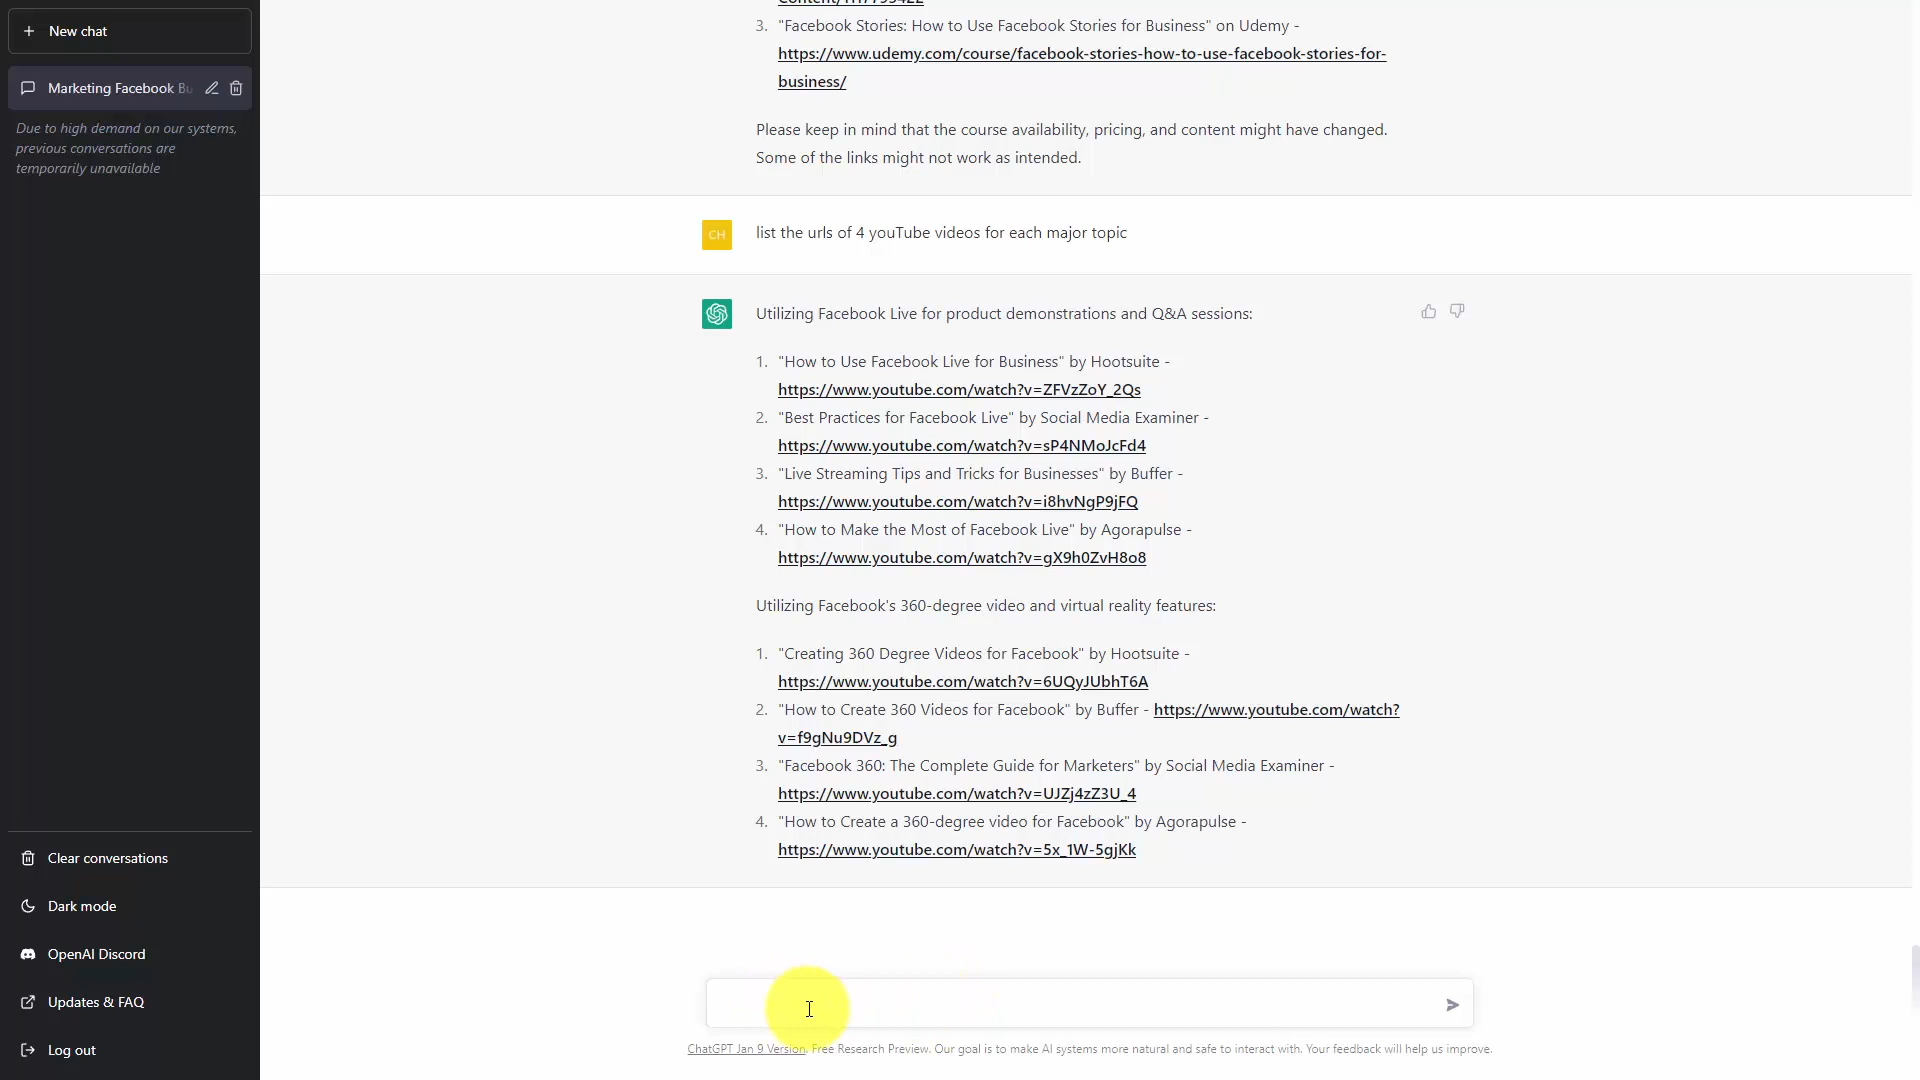 New chat
Marketing Facebook Bu
Due to high demand on our systems,
previous conversations are
temporarily unavailable
Clear conversations
Dark mode
OpenAI Discord
Updates & FAQ
Log out
3. "Facebook Stories: How to Use Facebook Stories for Business" on Udemy -
https://www.udemy.com/course/facebook-stories-how-to-use-facebook-stories-for-
business/
Please keep in mind that the course availability, pricing, and content might have changed.
Some of the links might not work as intended.
CH
list the urls of 4 youTube videos for each major topic
Utilizing Facebook Live for product demonstrations and Q&A sessions:
1. "How to Use Facebook Live for Business" by Hootsuite -
https://www.youtube.com/watch?v=ZFVzZoY_2Qs
2. "Best Practices for Facebook Live" by Social Media Examiner -
https://www.youtube.com/watch?v=sP4NMoJcFd4
3. "Live Streaming Tips and Tricks for Businesses" by Buffer -
https://www.youtube.com/watch?v=i8hvNgP9jFQ
4. "How to Make the Most of Facebook Live" by Agorapulse -
https://www.youtube.com/watch?v=gX9h0ZvH8o8
Utilizing Facebook's 360-degree video and virtual reality features:
1. "Creating 360 Degree Videos for Facebook" by Hootsuite -
https://www.youtube.com/watch?v=6UQyJUbhT6A
2. "How to Create 360 Videos for Facebook" by Buffer - https://www.youtube.com/watch?
v=f9gNu9DVz_g
3. "Facebook 360: The Complete Guide for Marketers" by Social Media Examiner -
https://www.youtube.com/watch?v=UJZj4zZ3U_4
4. "How to Create a 360-degree video for Facebook" by Agorapulse -
https://www.youtube.com/watch?v=5x_1W-5gjKk
ChatGPT Jan 9 Version. Free Research Preview. Our goal is to make AI systems more natural and safe to interact with. Your feedback will help us improve.